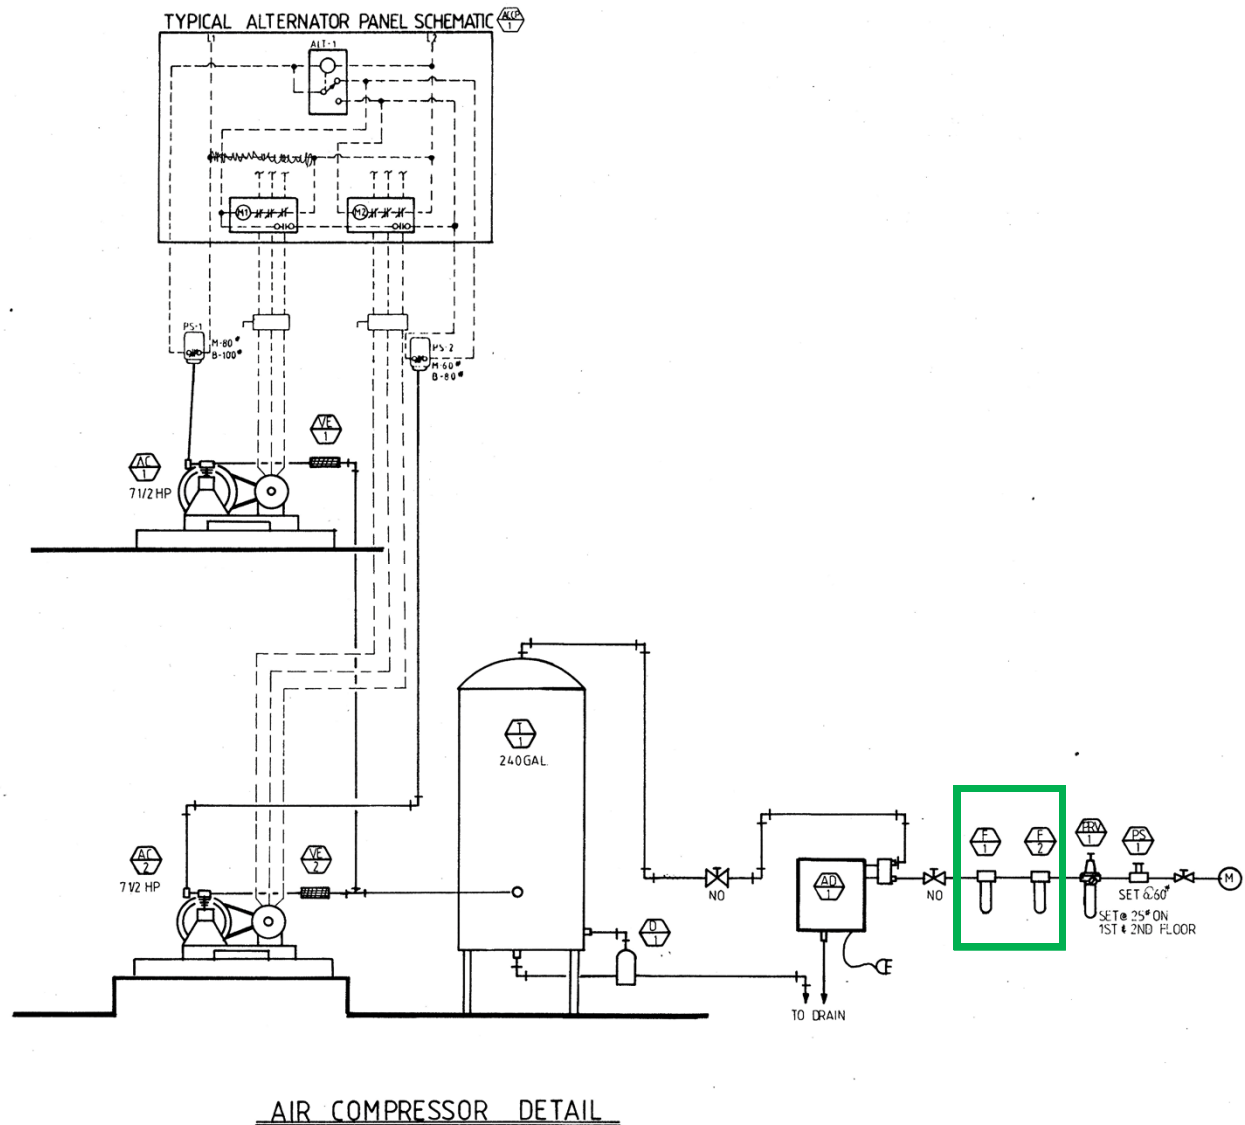 TYPICAL ALTERNATOR PANEL SCHEMATIC
ACCP
1
L1
L2
ALT-1
M1
M2
PS-1
M-80#
B-100#
PS-2
M-60#
B-80#
VE
1
AC
1
7 1/2 HP
T
1
240 GAL.
AC
2
7 1/2 HP
VE
2
NO
AD
1
NO
F
1
F
2
PRV
1
PS
1
M
SET @ 60#
SET @ 25# ON
1ST & 2ND FLOOR
D
1
TO DRAIN
AIR COMPRESSOR DETAIL